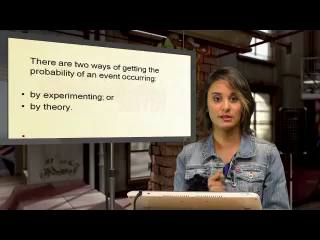 There are two ways of getting the
probability of an event occurring:
• by experimenting; or
• by theory.